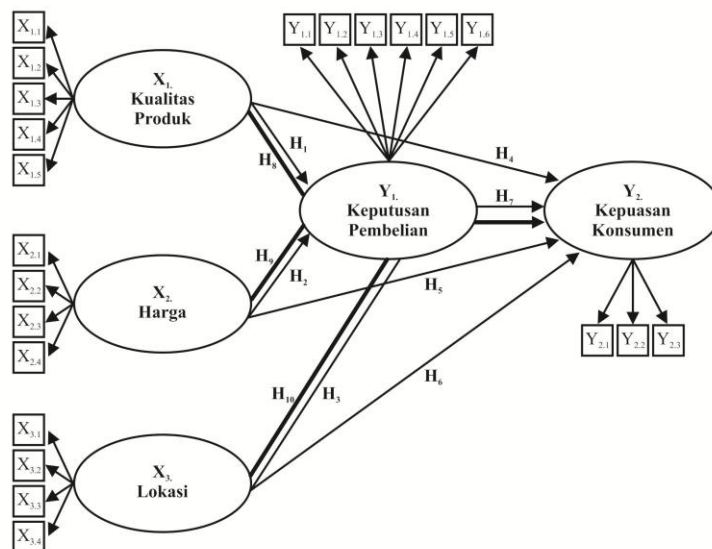 X1.1
X1.2
X1.3
X1.4
X1.5
X1.
Kualitas
Produk
Y1.1 Y1.2 Y1.3 Y1.4 Y1.5 Y1.6
H1
H8
H4
Y1.
Keputusan
Pembelian
H7
Y2.
Kepuasan
Konsumen
X2.1
X2.2
X2.3
X2.4
X2.
Harga
H9
H2
H5
Y2.1 Y2.2 Y2.3
H10
H3
H6
X3.1
X3.2
X3.3
X3.4
X3.
Lokasi